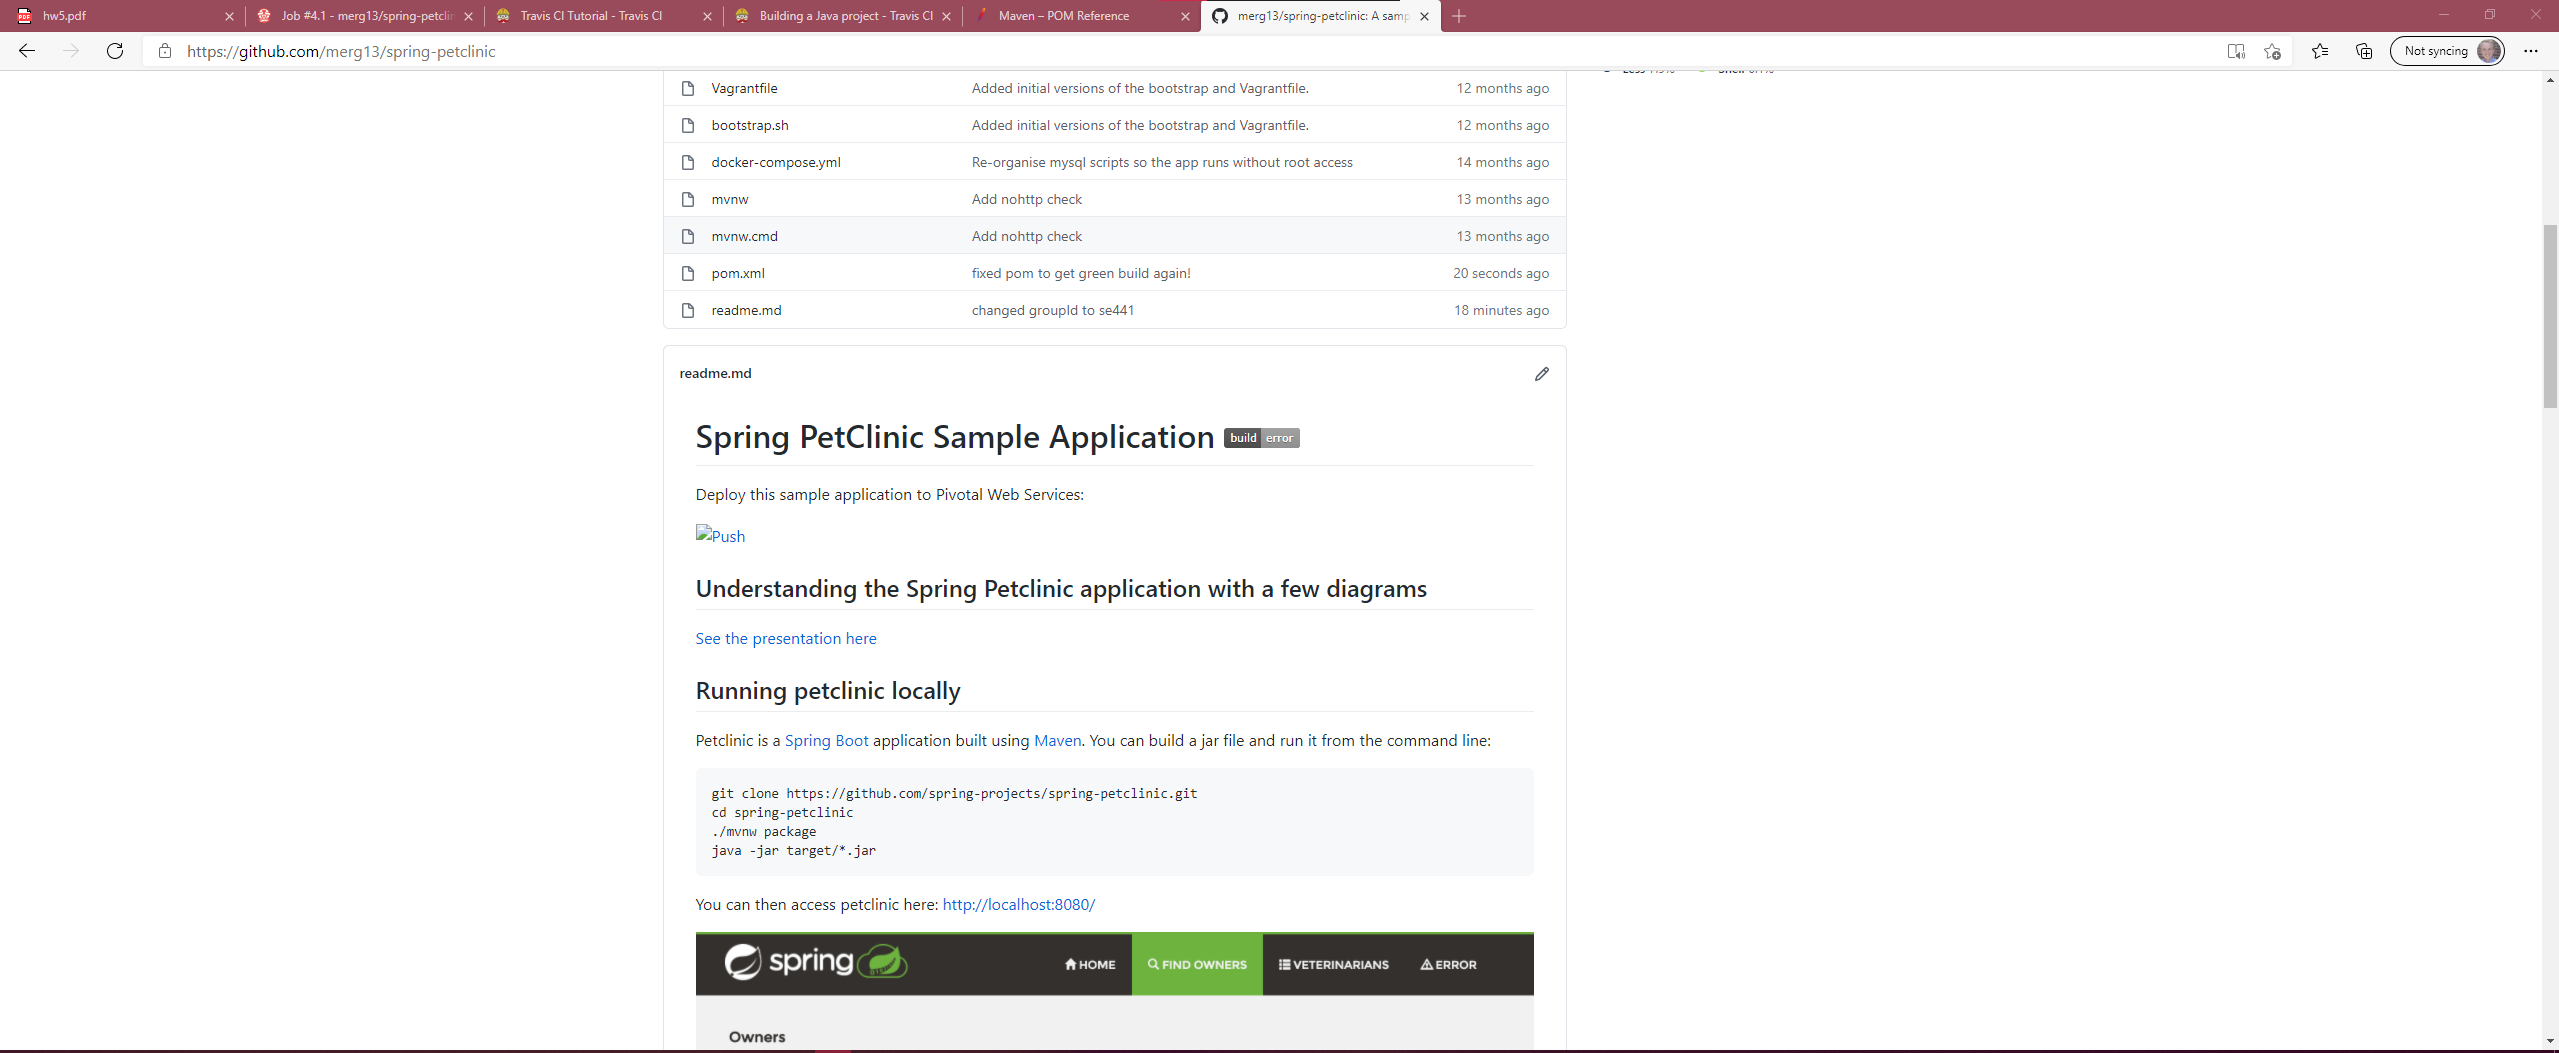 hw5.pdf
Job #4.1 - merg13/spring-petclin
Travis CI Tutorial - Travis CI
Building a Java project - Travis CI
Maven – POM Reference
merg13/spring-petclinic: A samp
https://github.com/merg13/spring-petclinic
Not syncing
Vagrantfile Added initial versions of the bootstrap and Vagrantfile. 12 months ago
bootstrap.sh Added initial versions of the bootstrap and Vagrantfile. 12 months ago
docker-compose.yml Re-organise mysql scripts so the app runs without root access 14 months ago
mvnw Add nohttp check 13 months ago
mvnw.cmd Add nohttp check 13 months ago
pom.xml fixed pom to get green build again! 20 seconds ago
readme.md changed groupId to se441 18 minutes ago
readme.md
Spring PetClinic Sample Application build error
Deploy this sample application to Pivotal Web Services:
Push
Understanding the Spring Petclinic application with a few diagrams
See the presentation here
Running petclinic locally
Petclinic is a Spring Boot application built using Maven. You can build a jar file and run it from the command line:
git clone https://github.com/spring-projects/spring-petclinic.git
cd spring-petclinic
./mvnw package
java -jar target/*.jar
You can then access petclinic here: http://localhost:8080/
spring HOME FIND OWNERS VETERINARIANS ERROR
Owners